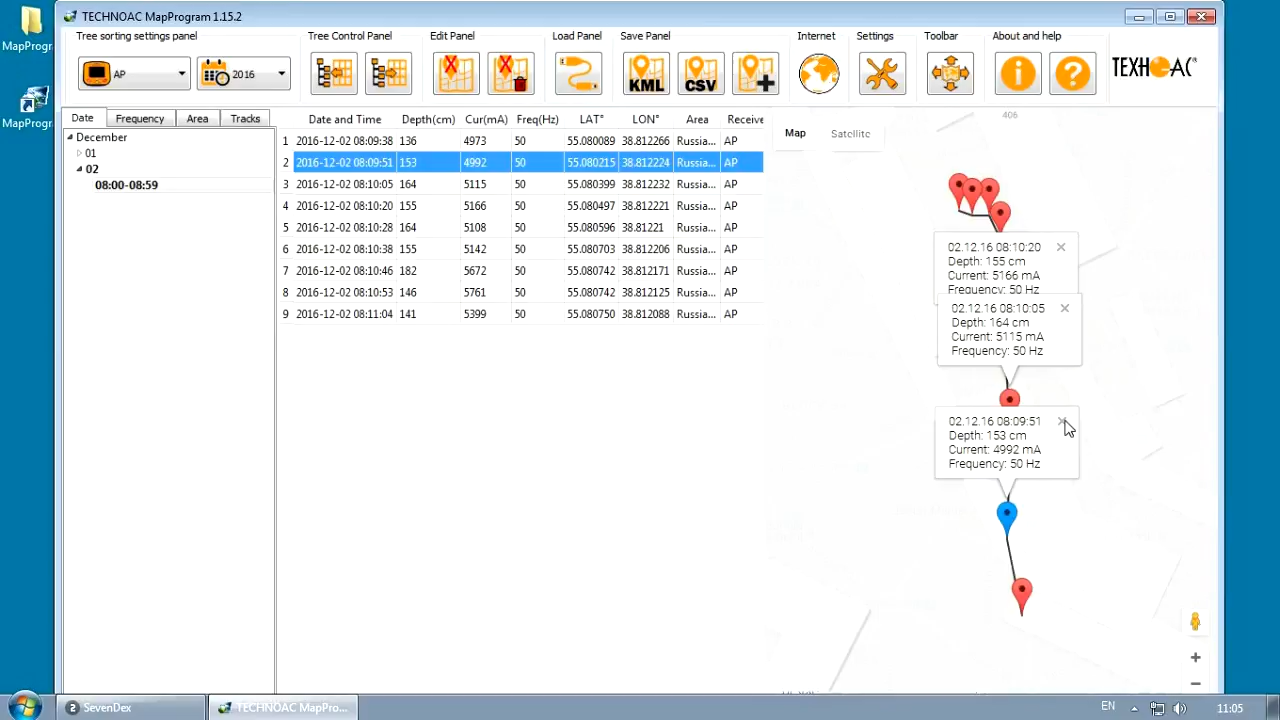 TECHNOAC MapProgram 1.15.2
MapProgr
MapProgr
Tree sorting settings panel
Tree Control Panel
Edit Panel
Load Panel
Save Panel
Internet
Settings
Toolbar
About and help
AP
2016
KML
CSV
ТЕХНОАС
Date
Frequency
Area
Tracks
December
01
02
08:00-08:59
Date and Time Depth(cm) Cur(mA) Freq(Hz) LAT° LON° Area Receive
1 2016-12-02 08:09:38 136 4973 50 55.080089 38.812266 Russia... AP
2 2016-12-02 08:09:51 153 4992 50 55.080215 38.812224 Russia... AP
3 2016-12-02 08:10:05 164 5115 50 55.080399 38.812232 Russia... AP
4 2016-12-02 08:10:20 155 5166 50 55.080497 38.812221 Russia... AP
5 2016-12-02 08:10:28 164 5108 50 55.080596 38.81221 Russia... AP
6 2016-12-02 08:10:38 155 5142 50 55.080703 38.812206 Russia... AP
7 2016-12-02 08:10:46 182 5672 50 55.080742 38.812171 Russia... AP
8 2016-12-02 08:10:53 146 5761 50 55.080742 38.812125 Russia... AP
9 2016-12-02 08:11:04 141 5399 50 55.080750 38.812088 Russia... AP
406
Map
Satellite
02.12.16 08:10:20
Depth: 155 cm
Current: 5166 mA
Frequency: 50 Hz
02.12.16 08:10:05
Depth: 164 cm
Current: 5115 mA
Frequency: 50 Hz
02.12.16 08:09:51
Depth: 153 cm
Current: 4992 mA
Frequency: 50 Hz
SevenDex
TECHNOAC MapPro...
EN
11:05